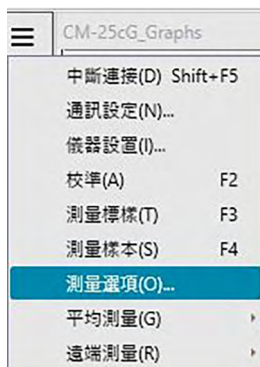 CM-25cG_Graphs
中斷連接(D) Shift+F5
通訊設定(N)...
儀器設置(I)...
校準(A) F2
測量標樣(T) F3
測量樣本(S) F4
測量選項(O)...
平均測量(G)
遠端測量(R)